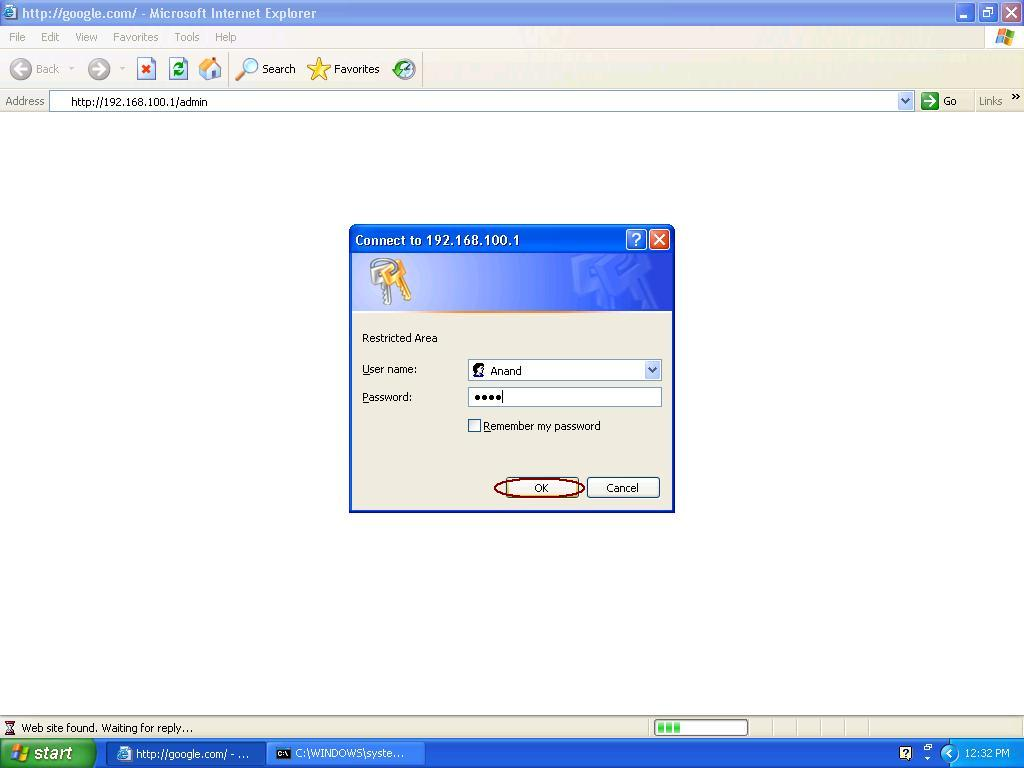 http://google.com/ - Microsoft Internet Explorer
File Edit View Favorites Tools Help
Back Search Favorites
Address http://192.168.100.1/admin Go Links »
Connect to 192.168.100.1 ?
Restricted Area
User name: Anand
Password: ●●●●
Remember my password
OK Cancel
Web site found. Waiting for reply...
start http://google.com/ - ... C:\WINDOWS\syste... 12:32 PM